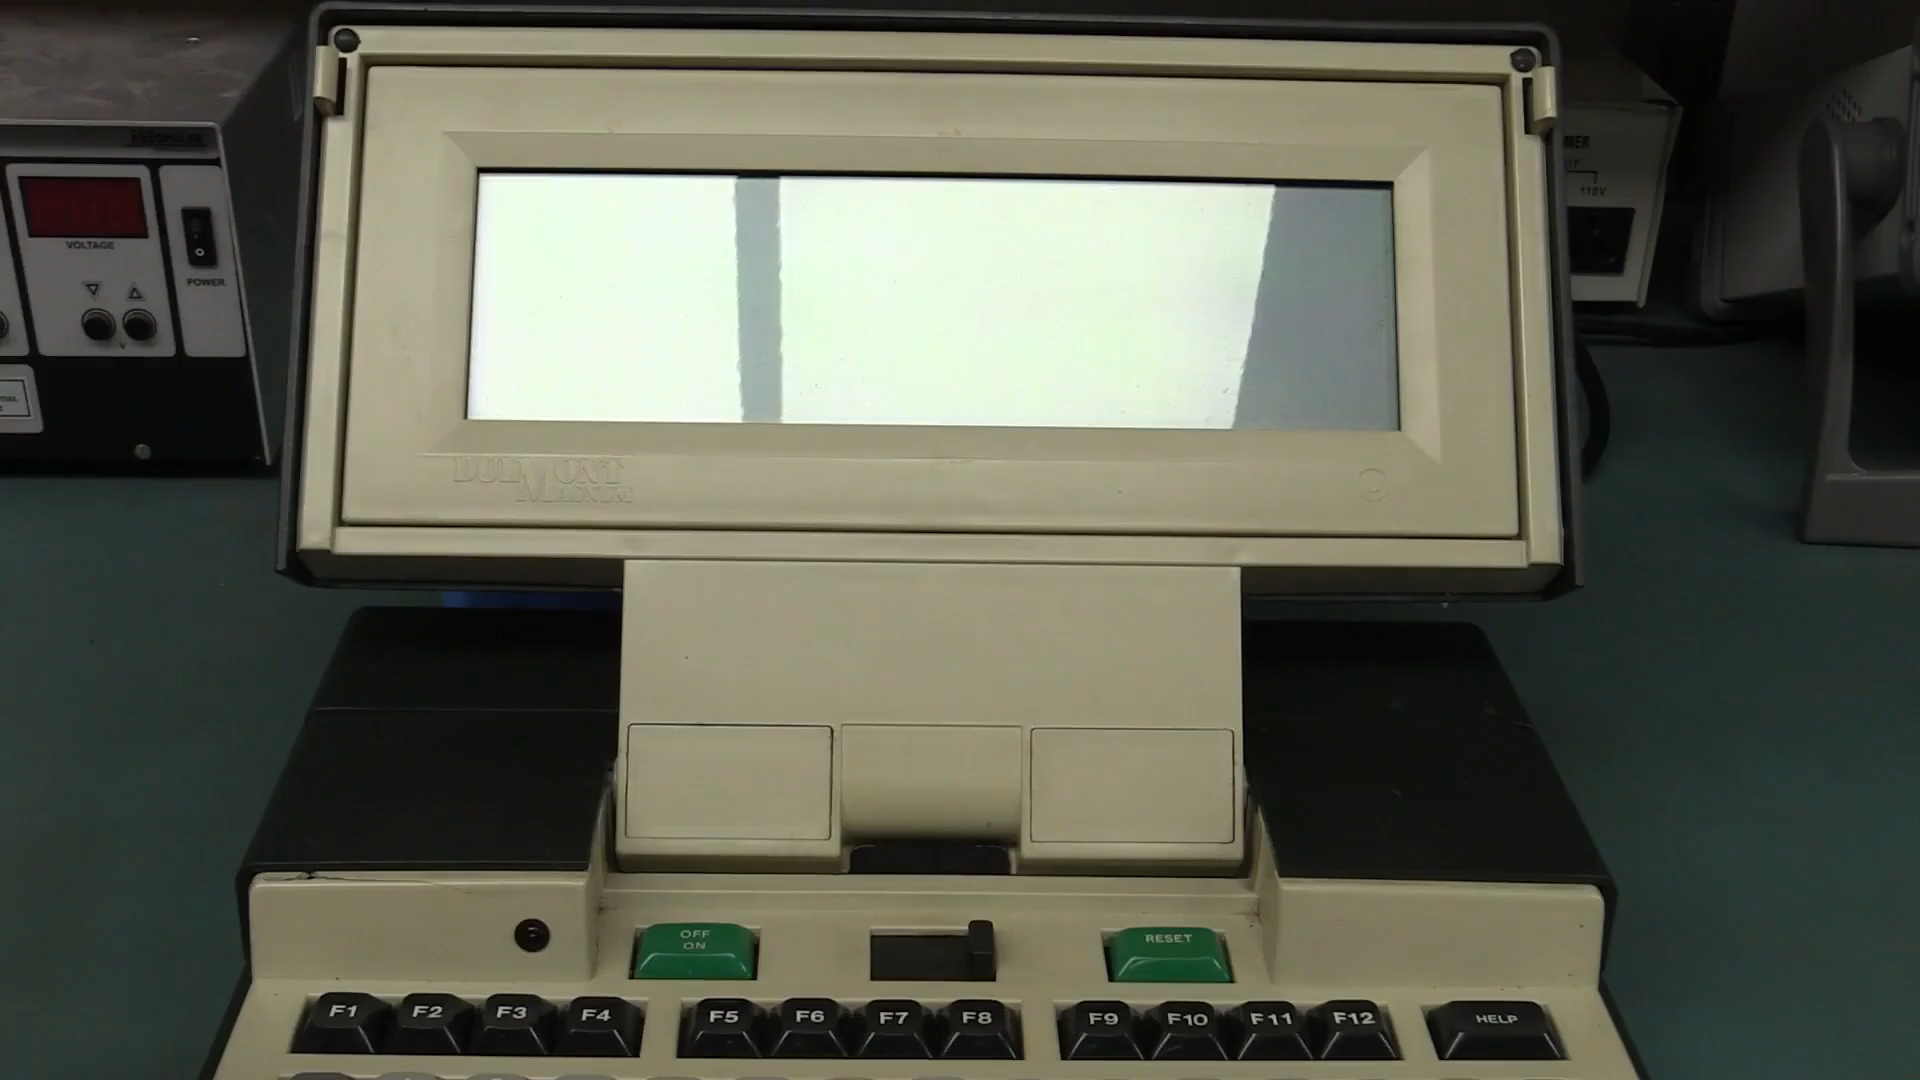 VOLTAGE
POWER
110V
DULMONT
MAGNUM
OFF
ON
RESET
F1 F2 F3 F4 F5 F6 F7 F8 F9 F10 F11 F12 HELP